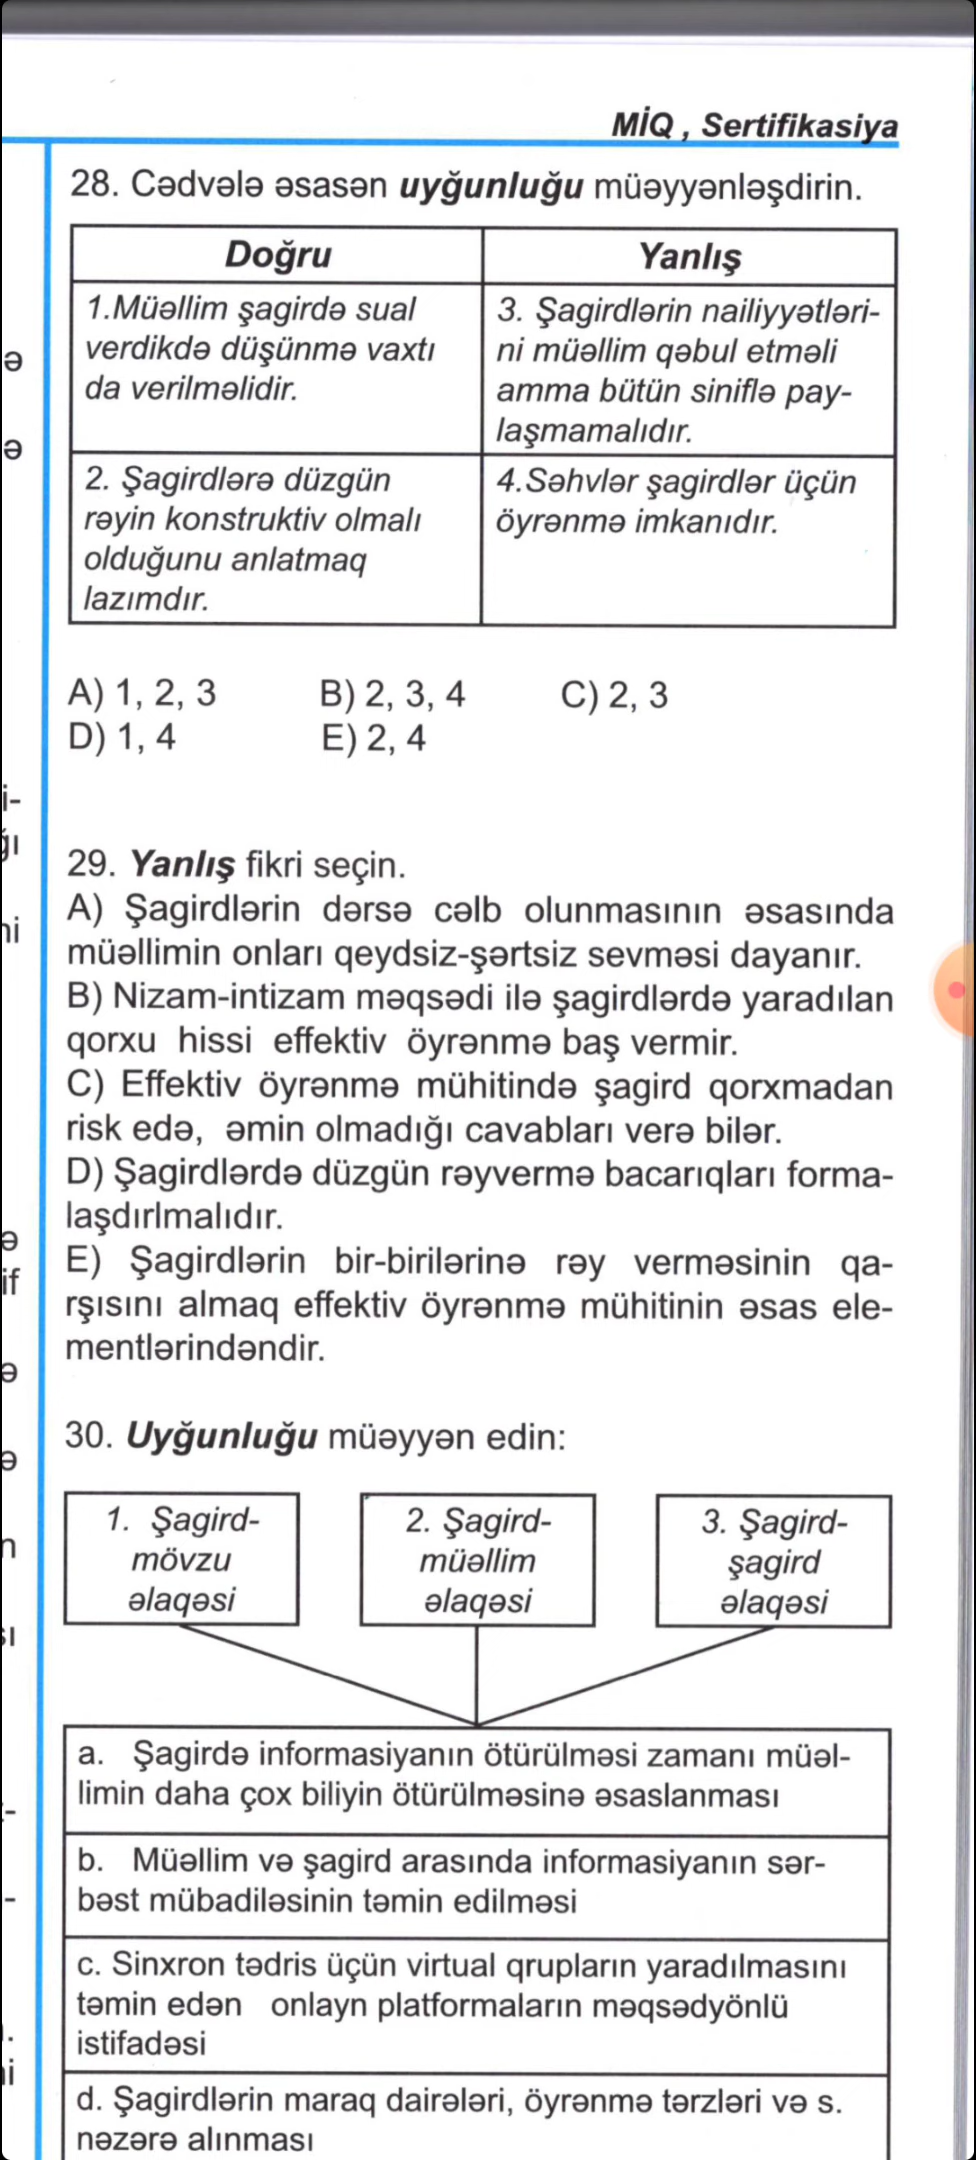 MİQ , Sertifikasiya
28. Cədvələ əsasən uyğunluğu müəyyənləşdirin.
Doğru
Yanlış
1.Müəllim şagirdə sual
verdikdə düşünmə vaxtı
da verilməlidir.
3. Şagirdlərin nailiyyətləri-
ni müəllim qəbul etməli
amma bütün siniflə pay-
laşmamalıdır.
2. Şagirdlərə düzgün
rəyin konstruktiv olmalı
olduğunu anlatmaq
lazımdır.
4.Səhvlər şagirdlər üçün
öyrənmə imkanıdır.
A) 1, 2, 3 B) 2, 3, 4 C) 2, 3
D) 1, 4 E) 2, 4
29. Yanlış fikri seçin.
A) Şagirdlərin dərsə cəlb olunmasının əsasında
müəllimin onları qeydsiz-şərtsiz sevməsi dayanır.
B) Nizam-intizam məqsədi ilə şagirdlərdə yaradılan
qorxu hissi effektiv öyrənmə baş vermir.
C) Effektiv öyrənmə mühitində şagird qorxmadan
risk edə, əmin olmadığı cavabları verə bilər.
D) Şagirdlərdə düzgün rəyvermə bacarıqları forma-
laşdırlmalıdır.
E) Şagirdlərin bir-birilərinə rəy verməsinin qa-
rşısını almaq effektiv öyrənmə mühitinin əsas ele-
mentlərindəndir.
30. Uyğunluğu müəyyən edin:
1. Şagird-
mövzu
əlaqəsi
2. Şagird-
müəllim
əlaqəsi
3. Şagird-
şagird
əlaqəsi
a. Şagirdə informasiyanın ötürülməsi zamanı müəl-
limin daha çox biliyin ötürülməsinə əsaslanması
b. Müəllim və şagird arasında informasiyanın sər-
bəst mübadiləsinin təmin edilməsi
c. Sinxron tədris üçün virtual qrupların yaradılmasını
təmin edən onlayn platformaların məqsədyönlü
istifadəsi
d. Şagirdlərin maraq dairələri, öyrənmə tərzləri və s.
nəzərə alınması